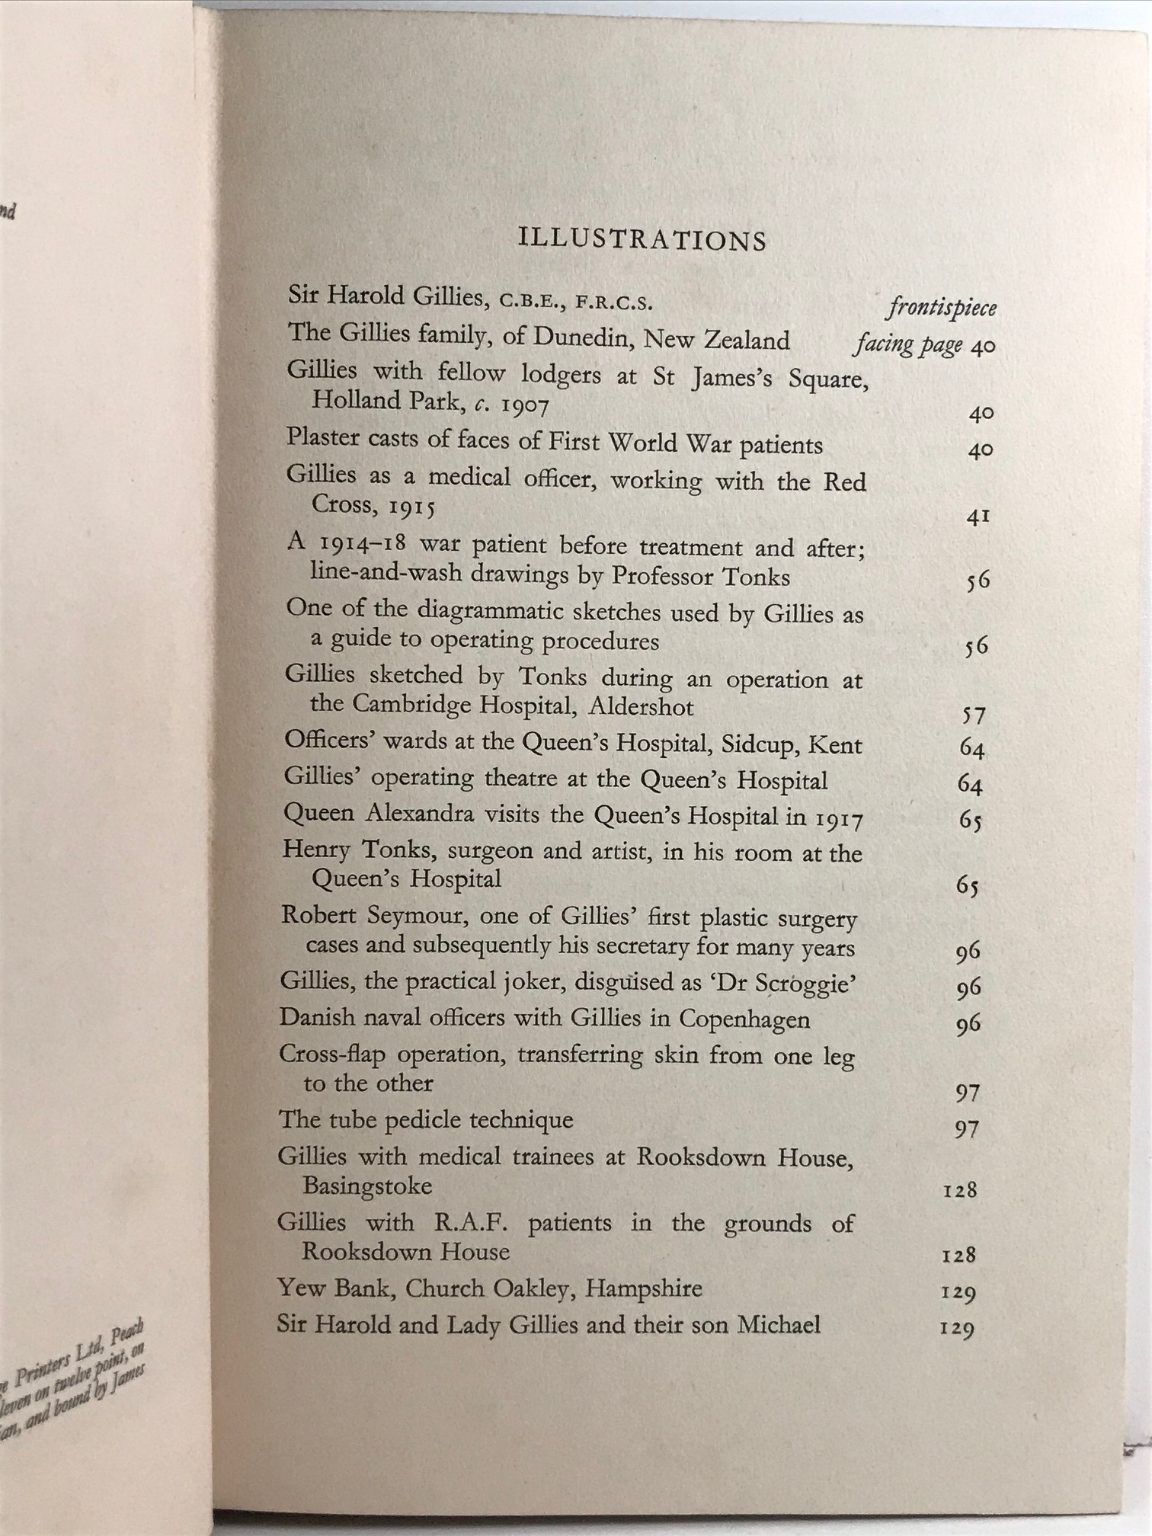 nd
Printers Ltd, Peach
on twelve point, on
and bound by James
ILLUSTRATIONS
Sir Harold Gillies, C.B.E., F.R.C.S. frontispiece
The Gillies family, of Dunedin, New Zealand facing page 40
Gillies with fellow lodgers at St James's Square,
Holland Park, c. 1907 40
Plaster casts of faces of First World War patients 40
Gillies as a medical officer, working with the Red
Cross, 1915 41
A 1914–18 war patient before treatment and after;
line-and-wash drawings by Professor Tonks 56
One of the diagrammatic sketches used by Gillies as
a guide to operating procedures 56
Gillies sketched by Tonks during an operation at
the Cambridge Hospital, Aldershot 57
Officers' wards at the Queen's Hospital, Sidcup, Kent 64
Gillies' operating theatre at the Queen's Hospital 64
Queen Alexandra visits the Queen's Hospital in 1917 65
Henry Tonks, surgeon and artist, in his room at the
Queen's Hospital 65
Robert Seymour, one of Gillies' first plastic surgery
cases and subsequently his secretary for many years 96
Gillies, the practical joker, disguised as ‘Dr Scroggie’ 96
Danish naval officers with Gillies in Copenhagen 96
Cross-flap operation, transferring skin from one leg
to the other 97
The tube pedicle technique 97
Gillies with medical trainees at Rooksdown House,
Basingstoke 128
Gillies with R.A.F. patients in the grounds of
Rooksdown House 128
Yew Bank, Church Oakley, Hampshire 129
Sir Harold and Lady Gillies and their son Michael 129